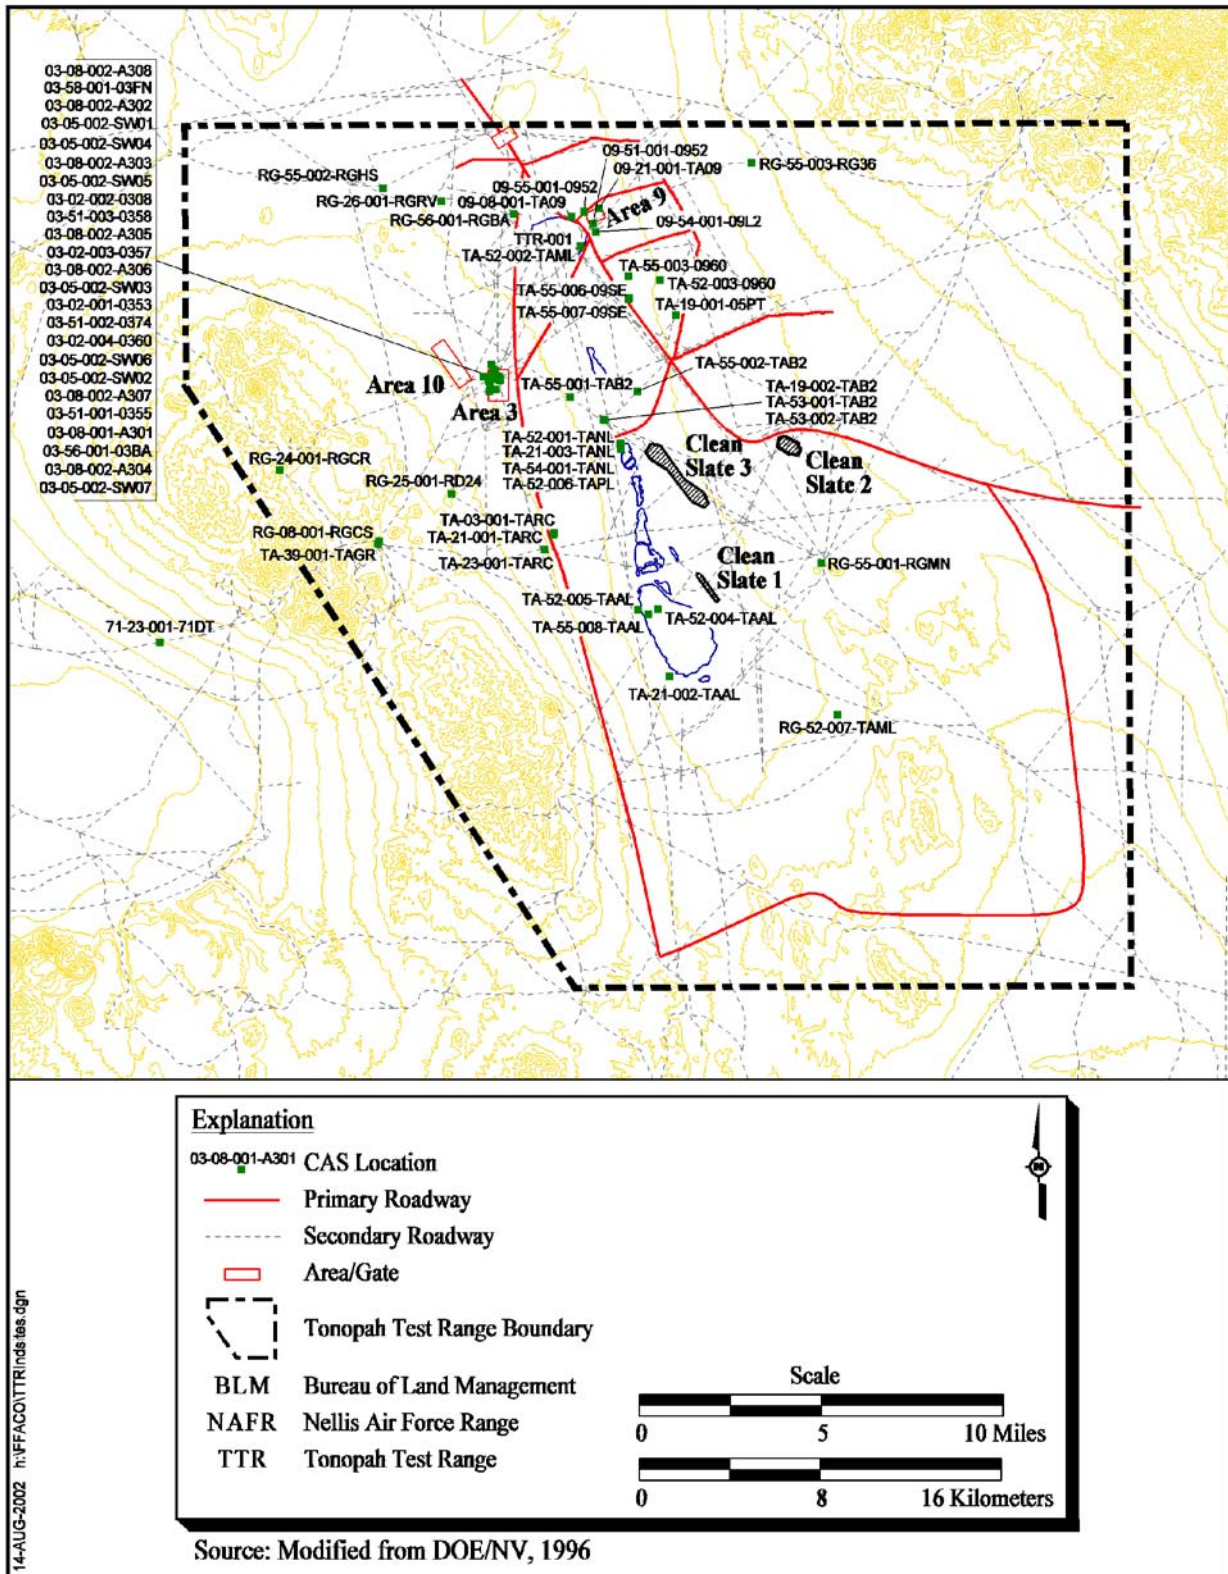 03-08-002-A308
03-58-001-03FN
03-08-002-A302
03-05-002-SW01
03-05-002-SW04
03-08-002-A303
03-05-002-SW05
03-02-002-0308
03-51-003-0358
03-08-002-A305
03-02-003-0357
03-08-002-A306
03-05-002-SW03
03-02-001-0353
03-51-002-0374
03-02-004-0360
03-05-002-SW06
03-05-002-SW02
03-08-002-A307
03-51-001-0355
03-08-001-A301
03-56-001-03BA
03-08-002-A304
03-05-002-SW07
09-51-001-0952
09-21-001-TA09
RG-55-003-RG36
RG-55-002-RGHS
09-55-001-0952
RG-26-001-RGRV
09-08-001-TA09
RG-56-001-RGBA
Area 9
09-54-001-09L2
TTR-001
TA-52-002-TAML
TA-55-003-0960
TA-52-003-0960
TA-55-006-09SE
TA-19-001-05PT
TA-55-007-09SE
TA-55-002-TAB2
Area 10
Area 3
TA-55-001-TAB2
TA-19-002-TAB2
TA-53-001-TAB2
TA-53-002-TAB2
TA-52-001-TANL
TA-21-003-TANL
TA-54-001-TANL
TA-52-006-TAPL
Clean
Slate 3
Clean
Slate 2
RG-24-001-RGCR
RG-25-001-RD24
TA-03-001-TARC
TA-21-001-TARC
TA-23-001-TARC
RG-08-001-RGCS
TA-39-001-TAGR
Clean
Slate 1
RG-55-001-RGMN
TA-52-005-TAAL
TA-52-004-TAAL
TA-55-008-TAAL
71-23-001-71DT
TA-21-002-TAAL
RG-52-007-TAML
Explanation
03-08-001-A301 CAS Location
Primary Roadway
Secondary Roadway
Area/Gate
Tonopah Test Range Boundary
BLM Bureau of Land Management
NAFR Nellis Air Force Range
TTR Tonopah Test Range
N
Scale
0 5 10 Miles
0 8 16 Kilometers
Source: Modified from DOE/NV, 1996
14-AUG-2002 h:\FFACO\TTRindsites.dgn